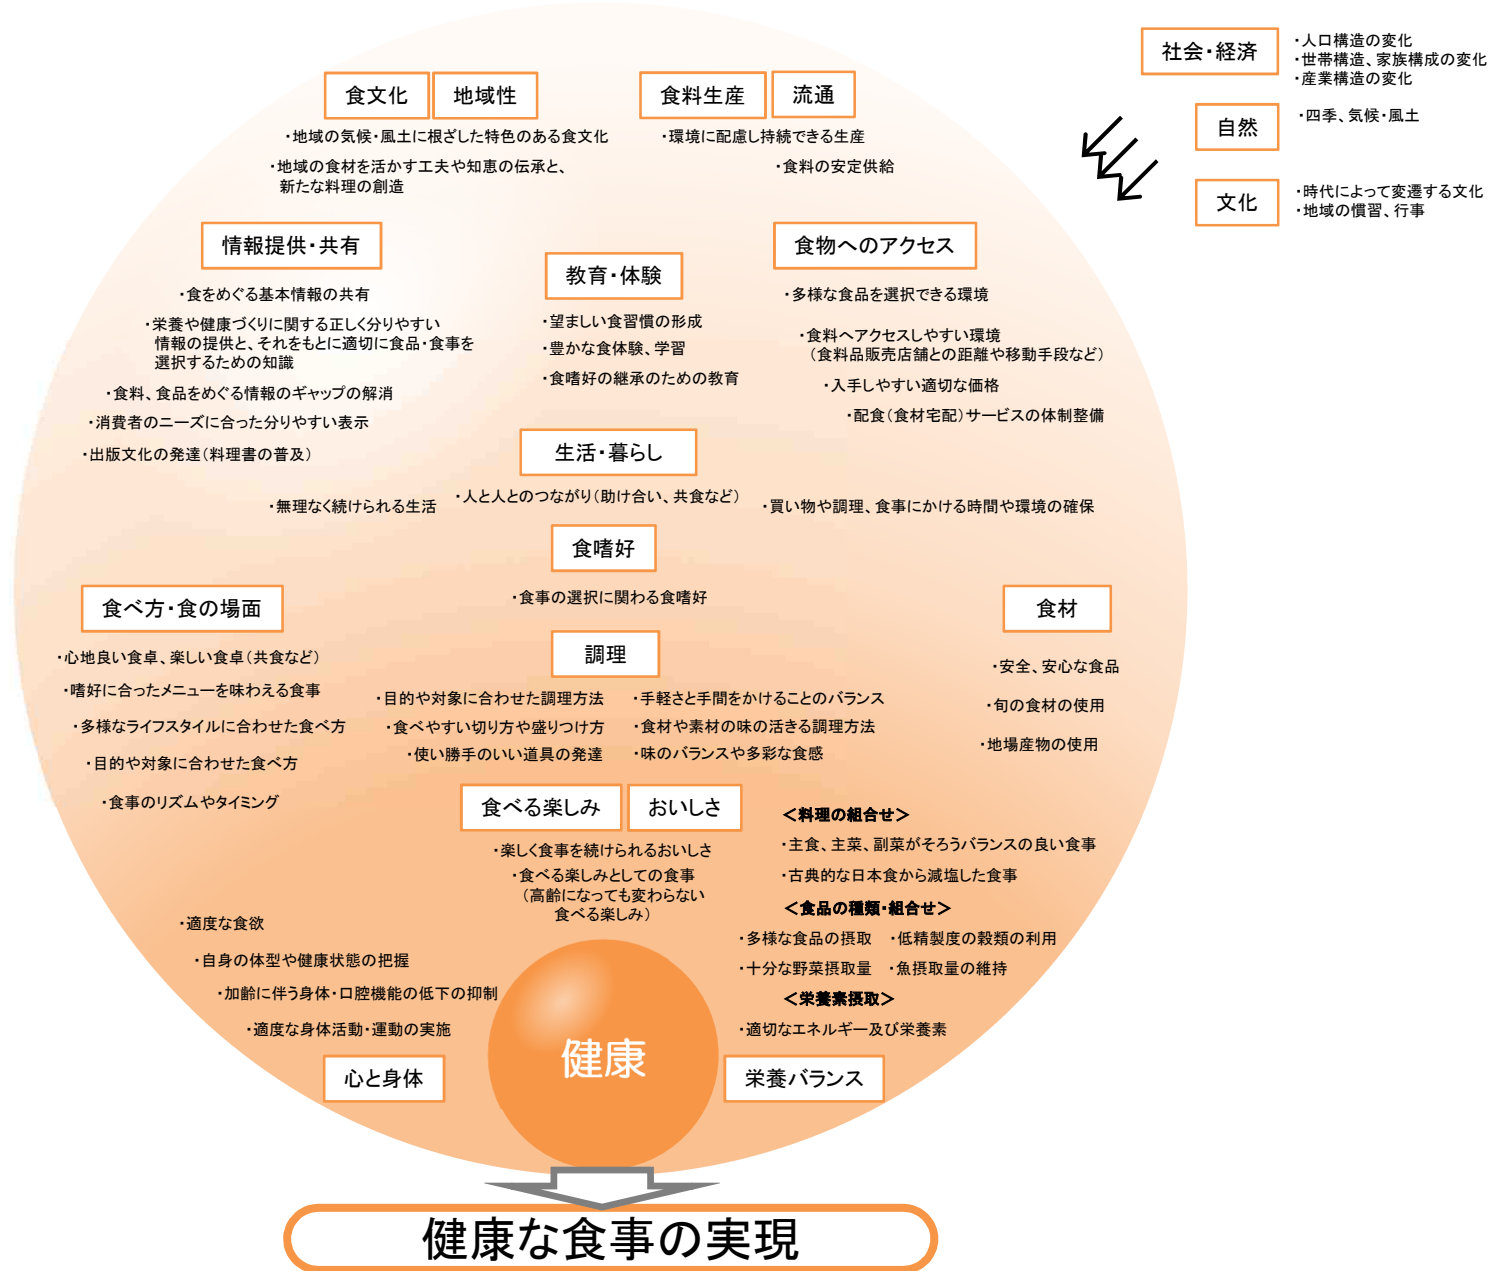 社会・経済
・人口構造の変化
・世帯構造、家族構成の変化
・産業構造の変化
自然
・四季、気候・風土
文化
・時代によって変遷する文化
・地域の慣習、行事
食文化
地域性
・地域の気候・風土に根ざした特色のある食文化
・地域の食材を活かす工夫や知恵の伝承と、
新たな料理の創造
食料生産
流通
・環境に配慮し持続できる生産
・食料の安定供給
情報提供・共有
・食をめぐる基本情報の共有
・栄養や健康づくりに関する正しく分りやすい
情報の提供と、それをもとに適切に食品・食事を
選択するための知識
・食料、食品をめぐる情報のギャップの解消
・消費者のニーズに合った分りやすい表示
・出版文化の発達（料理書の普及）
教育・体験
・望ましい食習慣の形成
・豊かな食体験、学習
・食嗜好の継承のための教育
食物へのアクセス
・多様な食品を選択できる環境
・食料へアクセスしやすい環境
（食料品販売店舗との距離や移動手段など）
・入手しやすい適切な価格
・配食（食材宅配）サービスの体制整備
生活・暮らし
・無理なく続けられる生活
・人と人とのつながり（助け合い、共食など）
・買い物や調理、食事にかける時間や環境の確保
食嗜好
・食事の選択に関わる食嗜好
食べ方・食の場面
・心地良い食卓、楽しい食卓（共食など）
・嗜好に合ったメニューを味わえる食事
・多様なライフスタイルに合わせた食べ方
・目的や対象に合わせた食べ方
・食事のリズムやタイミング
調理
・目的や対象に合わせた調理方法
・食べやすい切り方や盛りつけ方
・使い勝手のいい道具の発達
・手軽さと手間をかけることのバランス
・食材や素材の味の活きる調理方法
・味のバランスや多彩な食感
食材
・安全、安心な食品
・旬の食材の使用
・地場産物の使用
食べる楽しみ
おいしさ
・楽しく食事を続けられるおいしさ
・食べる楽しみとしての食事
（高齢になっても変わらない
食べる楽しみ）
＜料理の組合せ＞
・主食、主菜、副菜がそろうバランスの良い食事
・古典的な日本食から減塩した食事
＜食品の種類・組合せ＞
・多様な食品の摂取
・低精製度の穀類の利用
・十分な野菜摂取量
・魚摂取量の維持
＜栄養素摂取＞
・適切なエネルギー及び栄養素
栄養バランス
・適度な食欲
・自身の体型や健康状態の把握
・加齢に伴う身体・口腔機能の低下の抑制
・適度な身体活動・運動の実施
心と身体
健康
健康な食事の実現